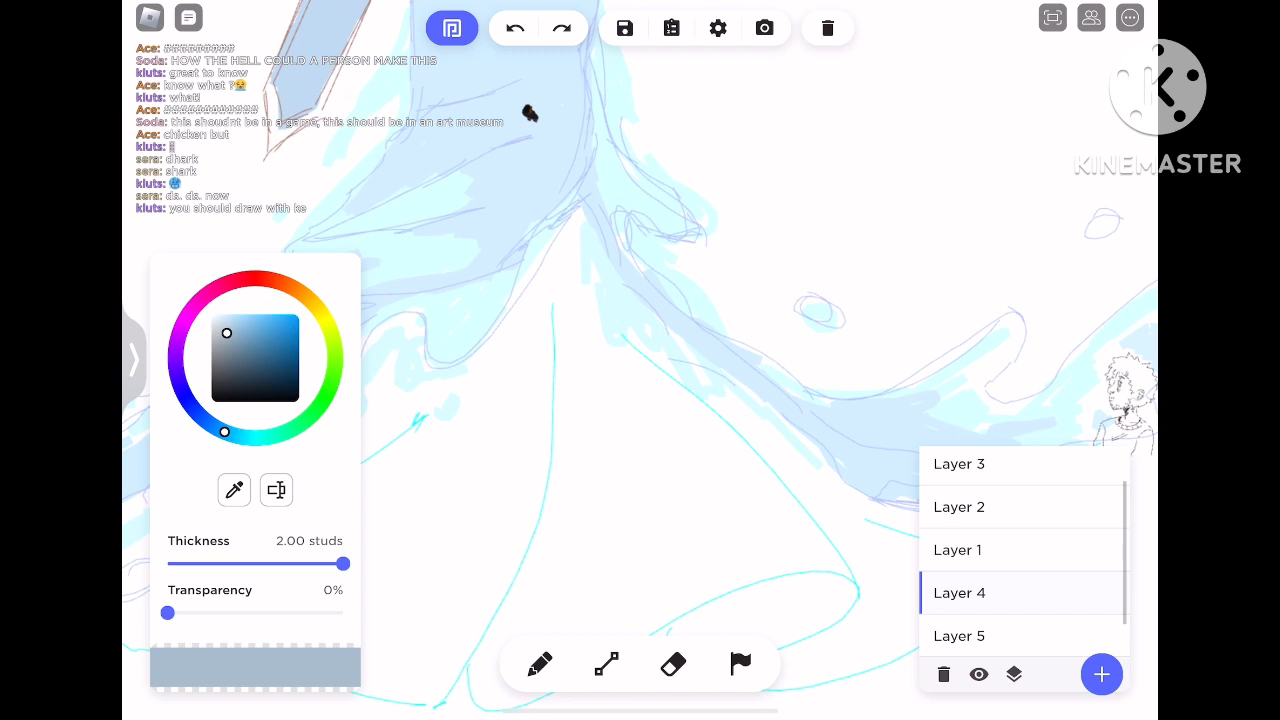 Ace: ##########
Soda: HOW THE HELL COULD A PERSON MAKE THIS
kluts: great to know
Ace: know what ?😭
kluts: what!
Ace: #############
Soda: this shoudnt be in a game, this should be in an art museum
Ace: chicken but
kluts:
sera: dhark
sera: shark
kluts: 🥶
sera: ds. ds. now
kluts: you should draw with ke
KINEMASTER
Thickness 2.00 studs
Transparency 0%
Layer 3
Layer 2
Layer 1
Layer 4
Layer 5